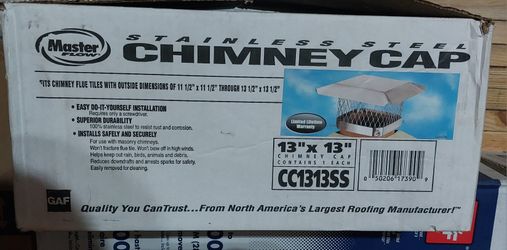 Master
FLOW
STAINLESS STEEL
CHIMNEY CAP
*FITS CHIMNEY FLUE TILES WITH OUTSIDE DIMENSIONS OF 11 1/2" x 11 1/2" THROUGH 13 1/2" x 13 1/2"
• EASY DO-IT-YOURSELF INSTALLATION
Requires only a screwdriver.
• SUPERIOR DURABILITY
100% stainless steel to resist rust and corrosion.
• INSTALLS SAFELY AND SECURELY
For use with masonry chimneys.
Won't fracture flue tile. Won't blow off in high winds.
Helps keep out rain, birds, animals and debris.
Reduces downdrafts and arrests sparks for safety.
Easily removed for cleaning.
Limited Lifetime
Warranty
13" x 13"
CHIMNEY CAP
CONTAINS 1 EACH
CC1313SS
0 50206 17390 9
GAF
Quality You Can Trust...From North America's Largest Roofing Manufacturer!™